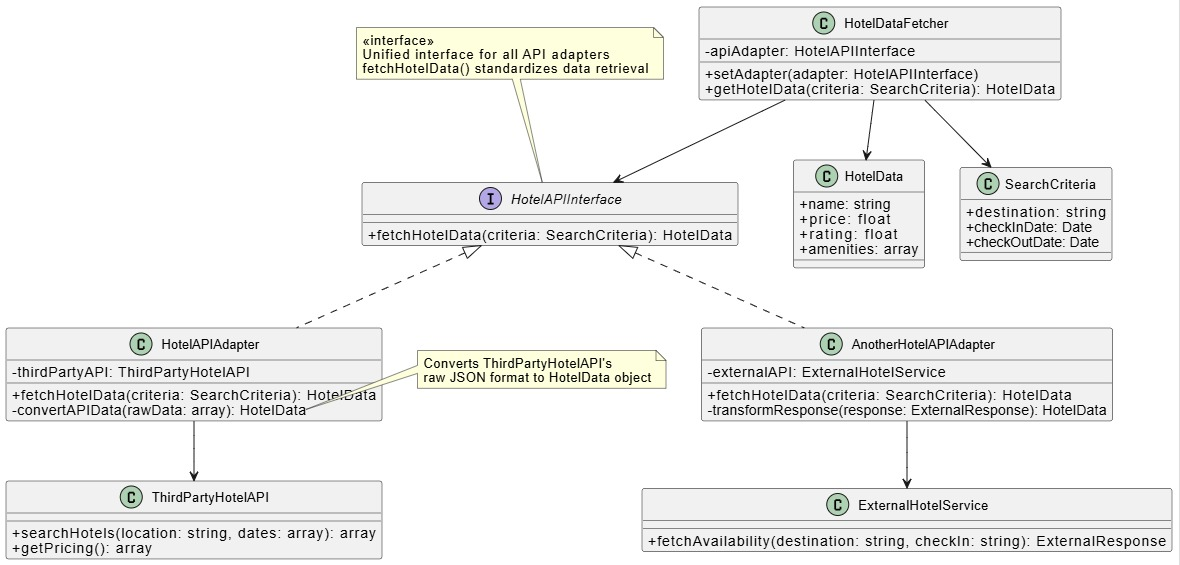 «interface»
Unified interface for all API adapters
fetchHotelData() standardizes data retrieval
C HotelDataFetcher
-apiAdapter: HotelAPIInterface
+setAdapter(adapter: HotelAPIInterface)
+getHotelData(criteria: SearchCriteria): HotelData
I HotelAPIInterface
+fetchHotelData(criteria: SearchCriteria): HotelData
C HotelData
+name: string
+price: float
+rating: float
+amenities: array
C SearchCriteria
+destination: string
+checkInDate: Date
+checkOutDate: Date
C HotelAPIAdapter
-thirdPartyAPI: ThirdPartyHotelAPI
+fetchHotelData(criteria: SearchCriteria): HotelData
-convertAPIData(rawData: array): HotelData
Converts ThirdPartyHotelAPI's
raw JSON format to HotelData object
C AnotherHotelAPIAdapter
-externalAPI: ExternalHotelService
+fetchHotelData(criteria: SearchCriteria): HotelData
-transformResponse(response: ExternalResponse): HotelData
C ThirdPartyHotelAPI
+searchHotels(location: string, dates: array): array
+getPricing(): array
C ExternalHotelService
+fetchAvailability(destination: string, checkIn: string): ExternalResponse